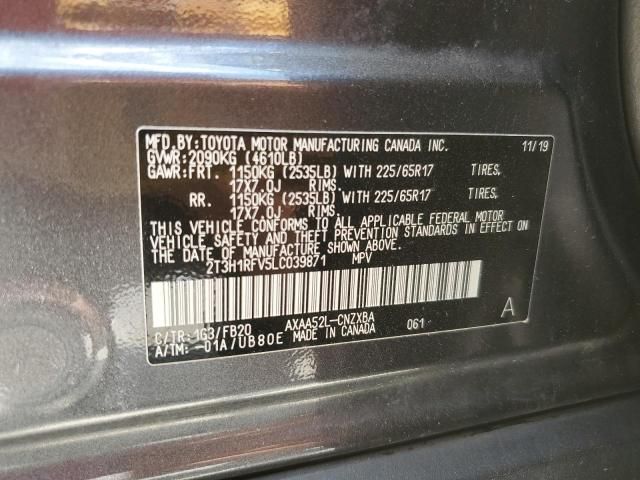 MFD. BY: TOYOTA MOTOR MANUFACTURING CANADA INC. 11/19
GVWR: 2090KG (4610LB)
GAWR: FRT. 1150KG (2535LB) WITH 225/65R17 TIRES,
17X7.0J RIMS.
RR. 1150KG (2535LB) WITH 225/65R17 TIRES,
17X7.0J RIMS.
THIS VEHICLE CONFORMS TO ALL APPLICABLE FEDERAL MOTOR
VEHICLE SAFETY AND THEFT PREVENTION STANDARDS IN EFFECT ON
THE DATE OF MANUFACTURE SHOWN ABOVE.
2T3H1RFV5LC039871 MPV
C/TR: 1G3/FB20 AXAA52L-CNZXBA 061 A
A/TM: -01A/UB80E MADE IN CANADA